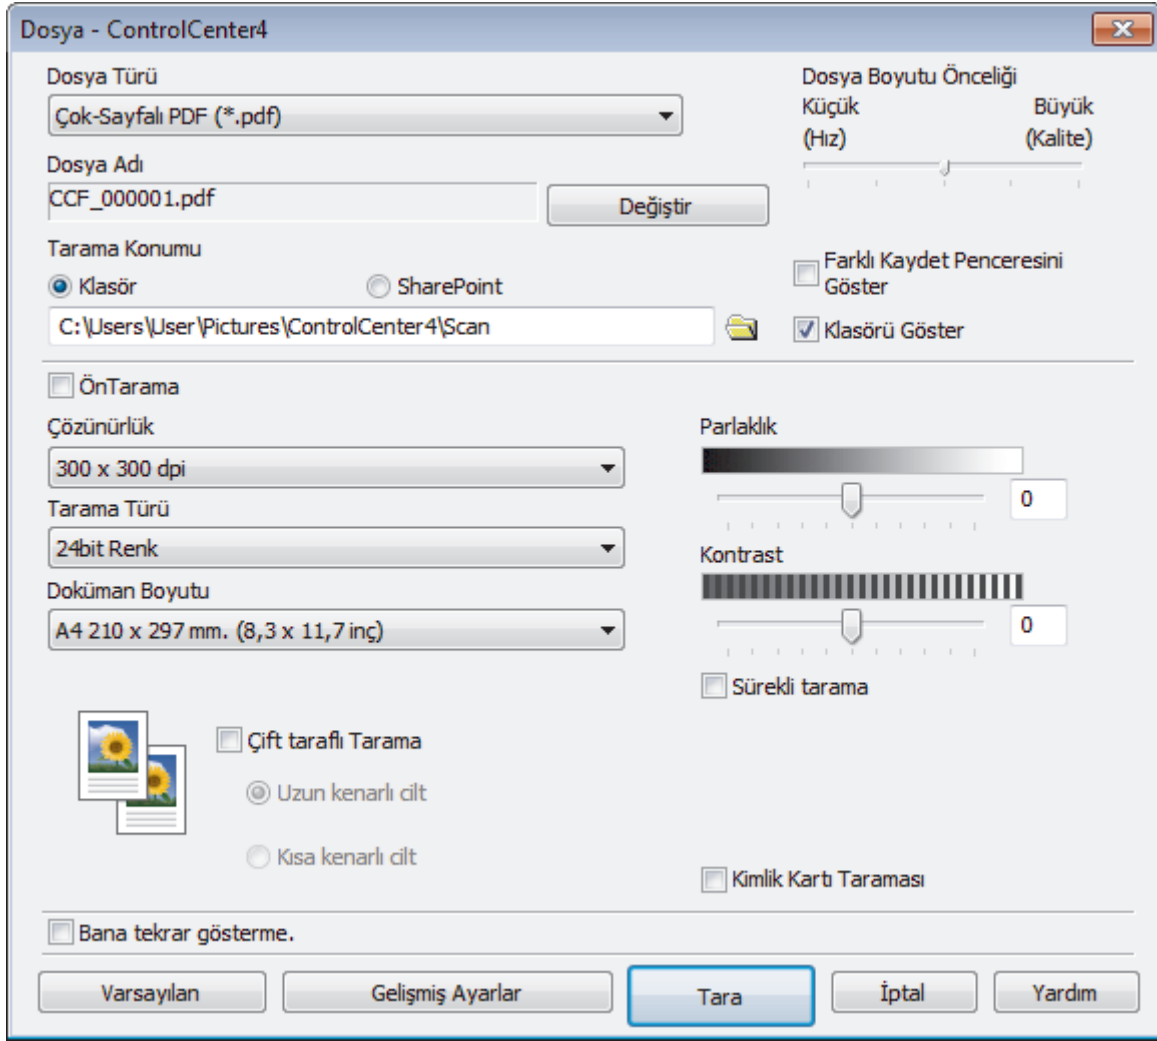 Dosya - ControlCenter4
Dosya Türü
Çok-Sayfalı PDF (*.pdf)
Dosya Adı
CCF_000001.pdf
Değiştir
Dosya Boyutu Önceliği
Küçük Büyük
(Hız) (Kalite)
Tarama Konumu
Klasör SharePoint
C:\Users\User\Pictures\ControlCenter4\Scan
Farklı Kaydet Penceresini
Göster
Klasörü Göster
ÖnTarama
Çözünürlük
300 x 300 dpi
Tarama Türü
24bit Renk
Doküman Boyutu
A4 210 x 297 mm. (8,3 x 11,7 inç)
Parlaklık
0
Kontrast
0
Sürekli tarama
Çift taraflı Tarama
Uzun kenarlı cilt
Kısa kenarlı cilt
Kimlik Kartı Taraması
Bana tekrar gösterme.
Varsayılan Gelişmiş Ayarlar Tara İptal Yardım